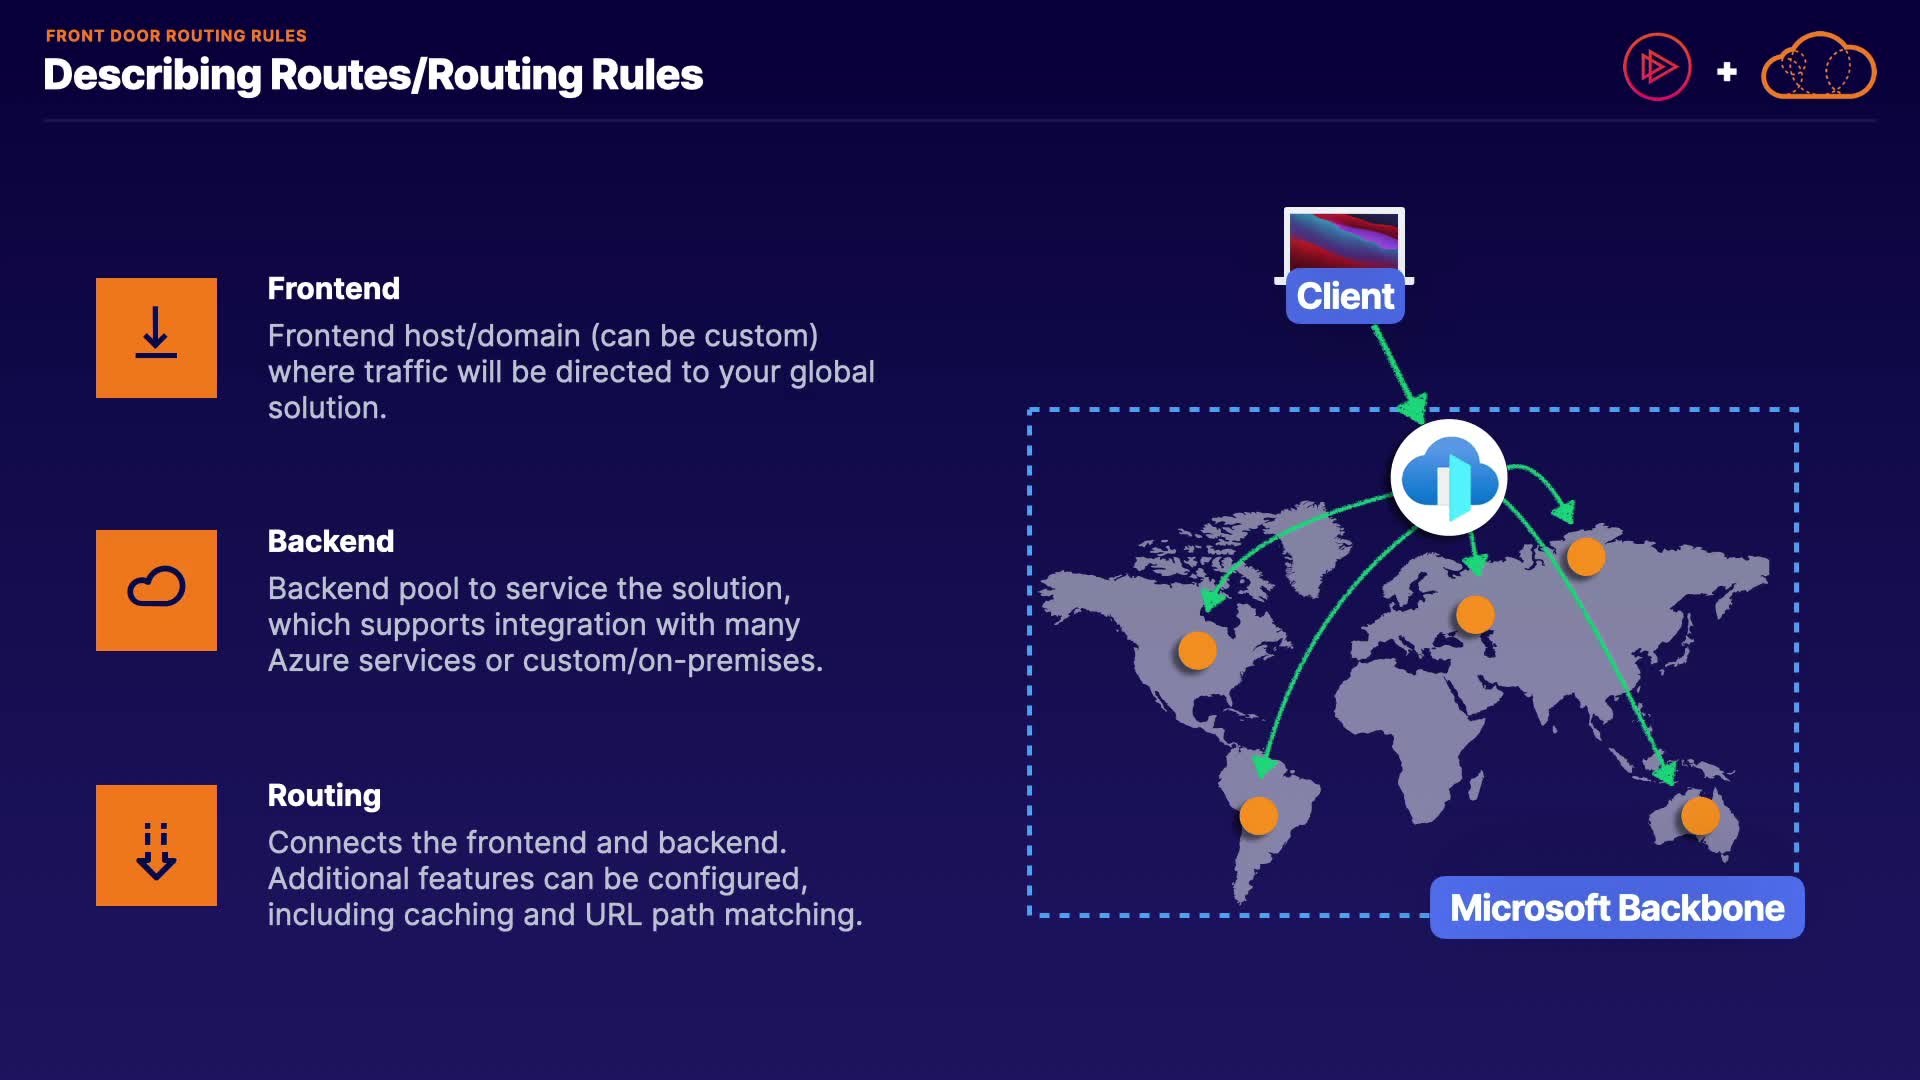 FRONT DOOR ROUTING RULES
Describing Routes/Routing Rules
Frontend
Frontend host/domain (can be custom)
where traffic will be directed to your global
solution.
Backend
Backend pool to service the solution,
which supports integration with many
Azure services or custom/on-premises.
Routing
Connects the frontend and backend.
Additional features can be configured,
including caching and URL path matching.
+
Client
Microsoft Backbone